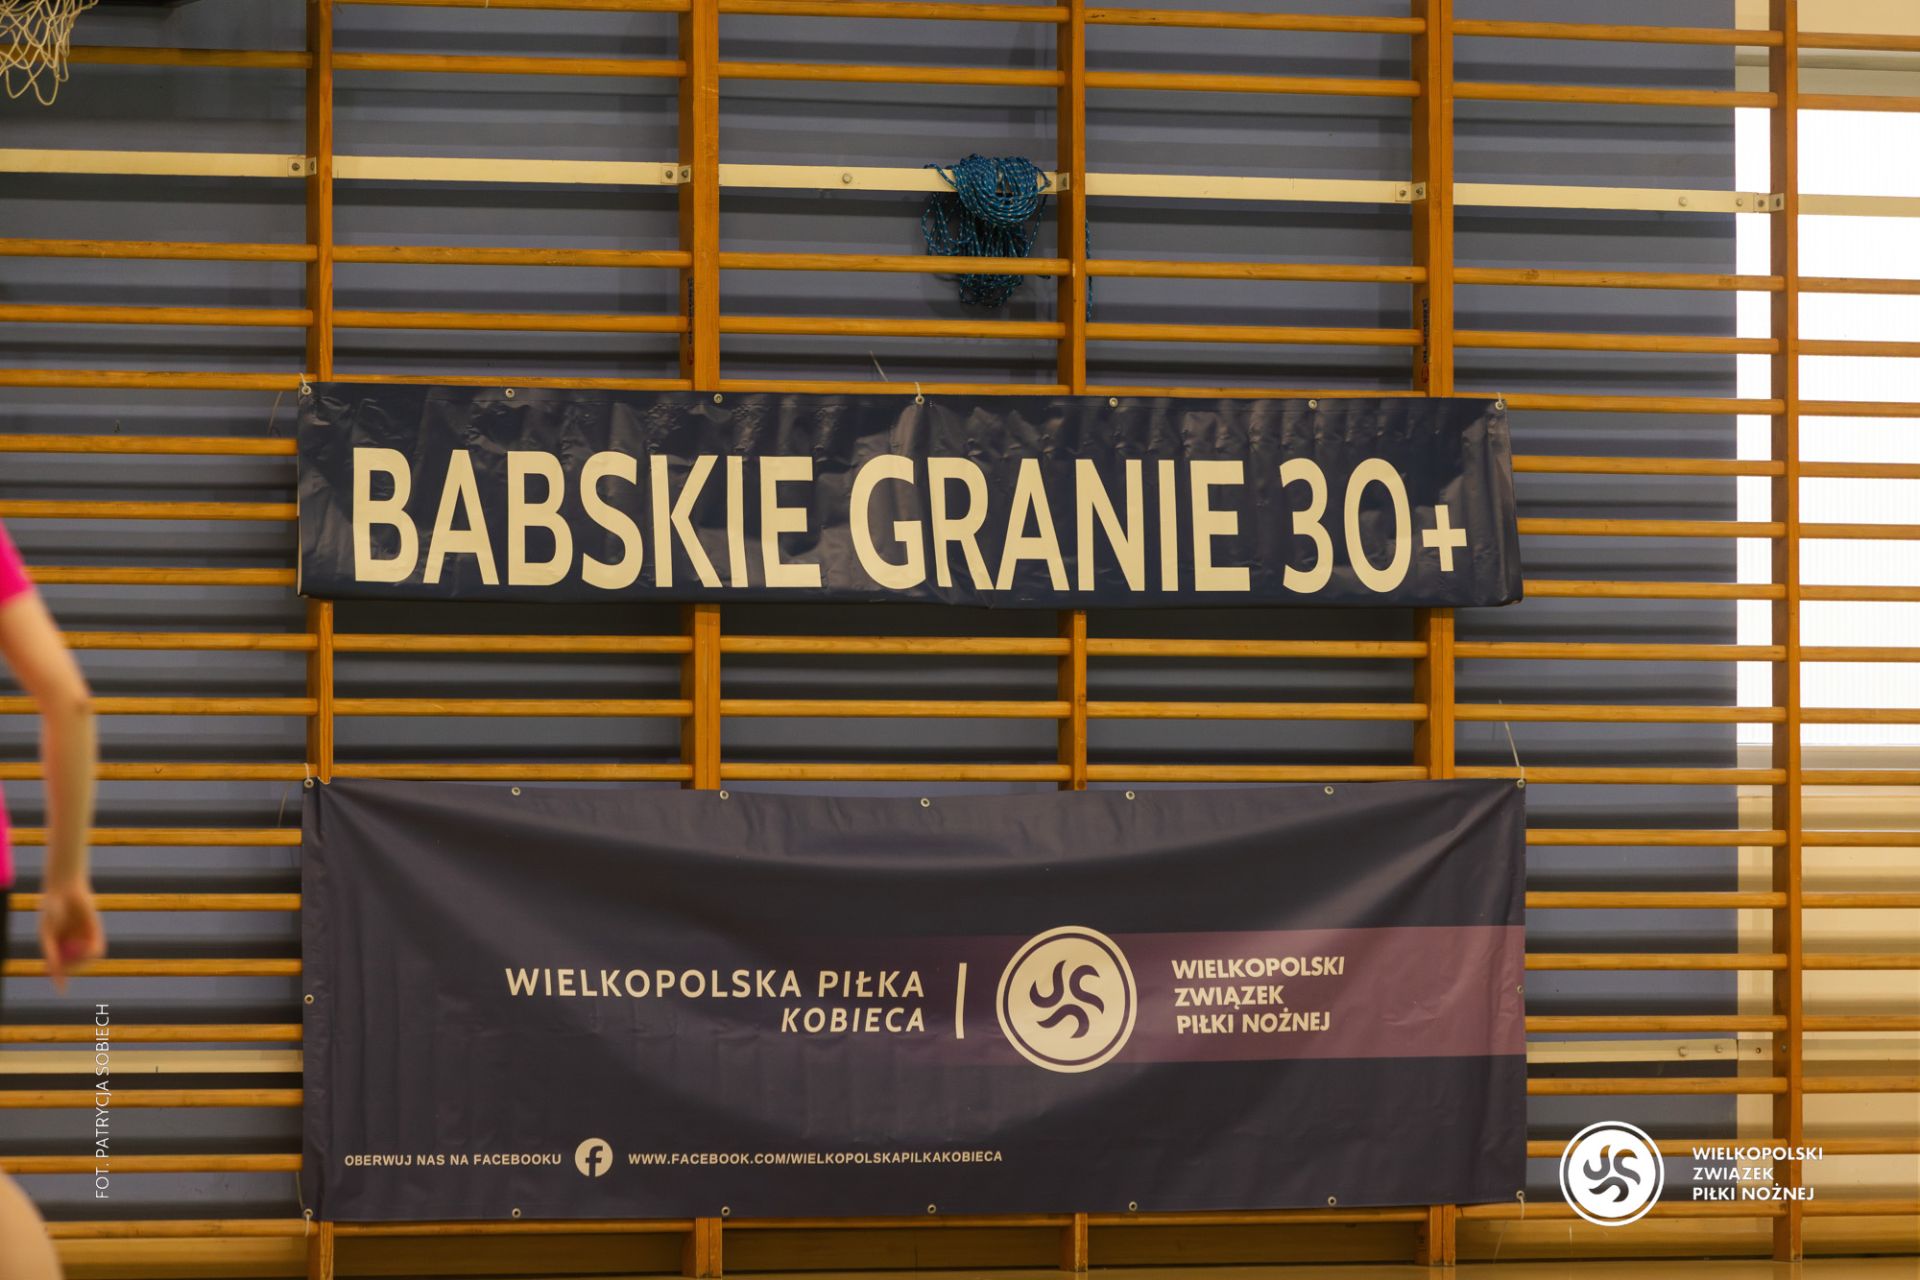 BABSKIE GRANIE 30+
WIELKOPOLSKA PIŁKA
KOBIECA
WIELKOPOLSKI
ZWIĄZEK
PIŁKI NOŻNEJ
OBERWUJ NAS NA FACEBOOKU
WWW.FACEBOOK.COM/WIELKOPOLSKAPILKAKOBIECA
FOT. PATRYCJA SOBIECH
WIELKOPOLSKI
ZWIĄZEK
PIŁKI NOŻNEJ